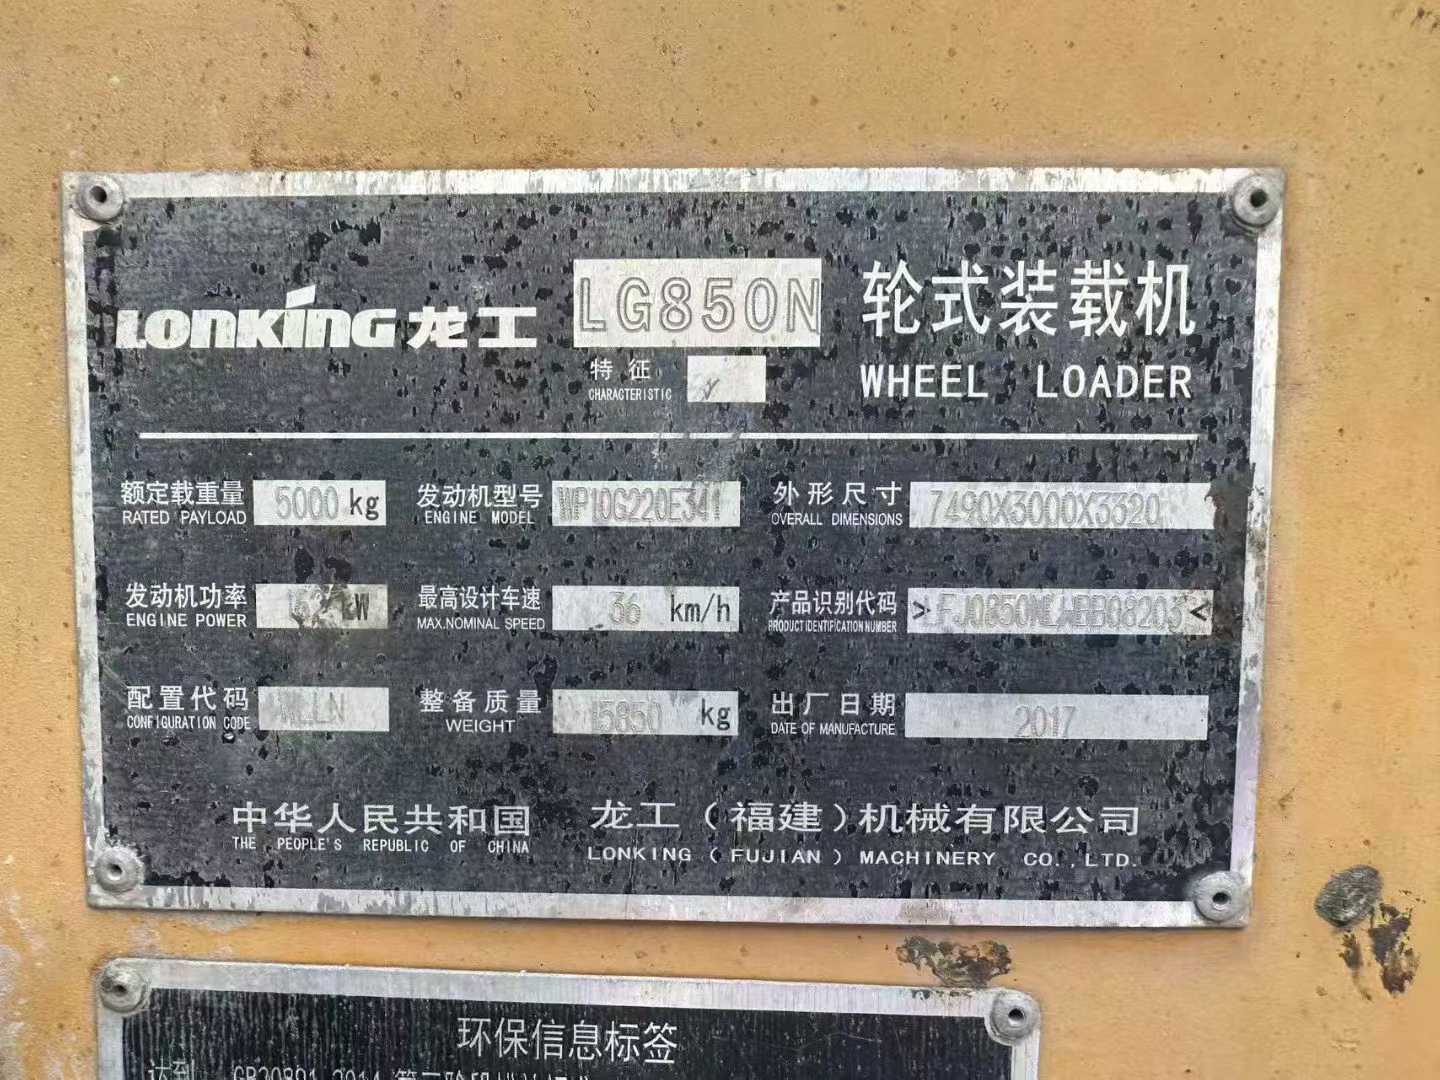 LONKING 龙工 LG850N 轮式装载机
特征
CHARACTERISTIC
WHEEL LOADER
额定载重量 5000 kg 发动机型号 WP10G220E341 外形尺寸 7490X3000X3320
RATED PAYLOAD ENGINE MODEL OVERALL DIMENSIONS
发动机功率 162 kW 最高设计车速 36 km/h 产品识别代码
ENGINE POWER MAX.NOMINAL SPEED PRODUCT IDENTIFICATION NUMBER
配置代码 整备质量 15850 kg 出厂日期 2017
CONFIGURATION CODE WEIGHT DATE OF MANUFACTURE
中华人民共和国 龙工（福建）机械有限公司
THE PEOPLE'S REPUBLIC OF CHINA LONKING ( FUJIAN ) MACHINERY CO.,LTD.
环保信息标签
达到 GB20891-2014